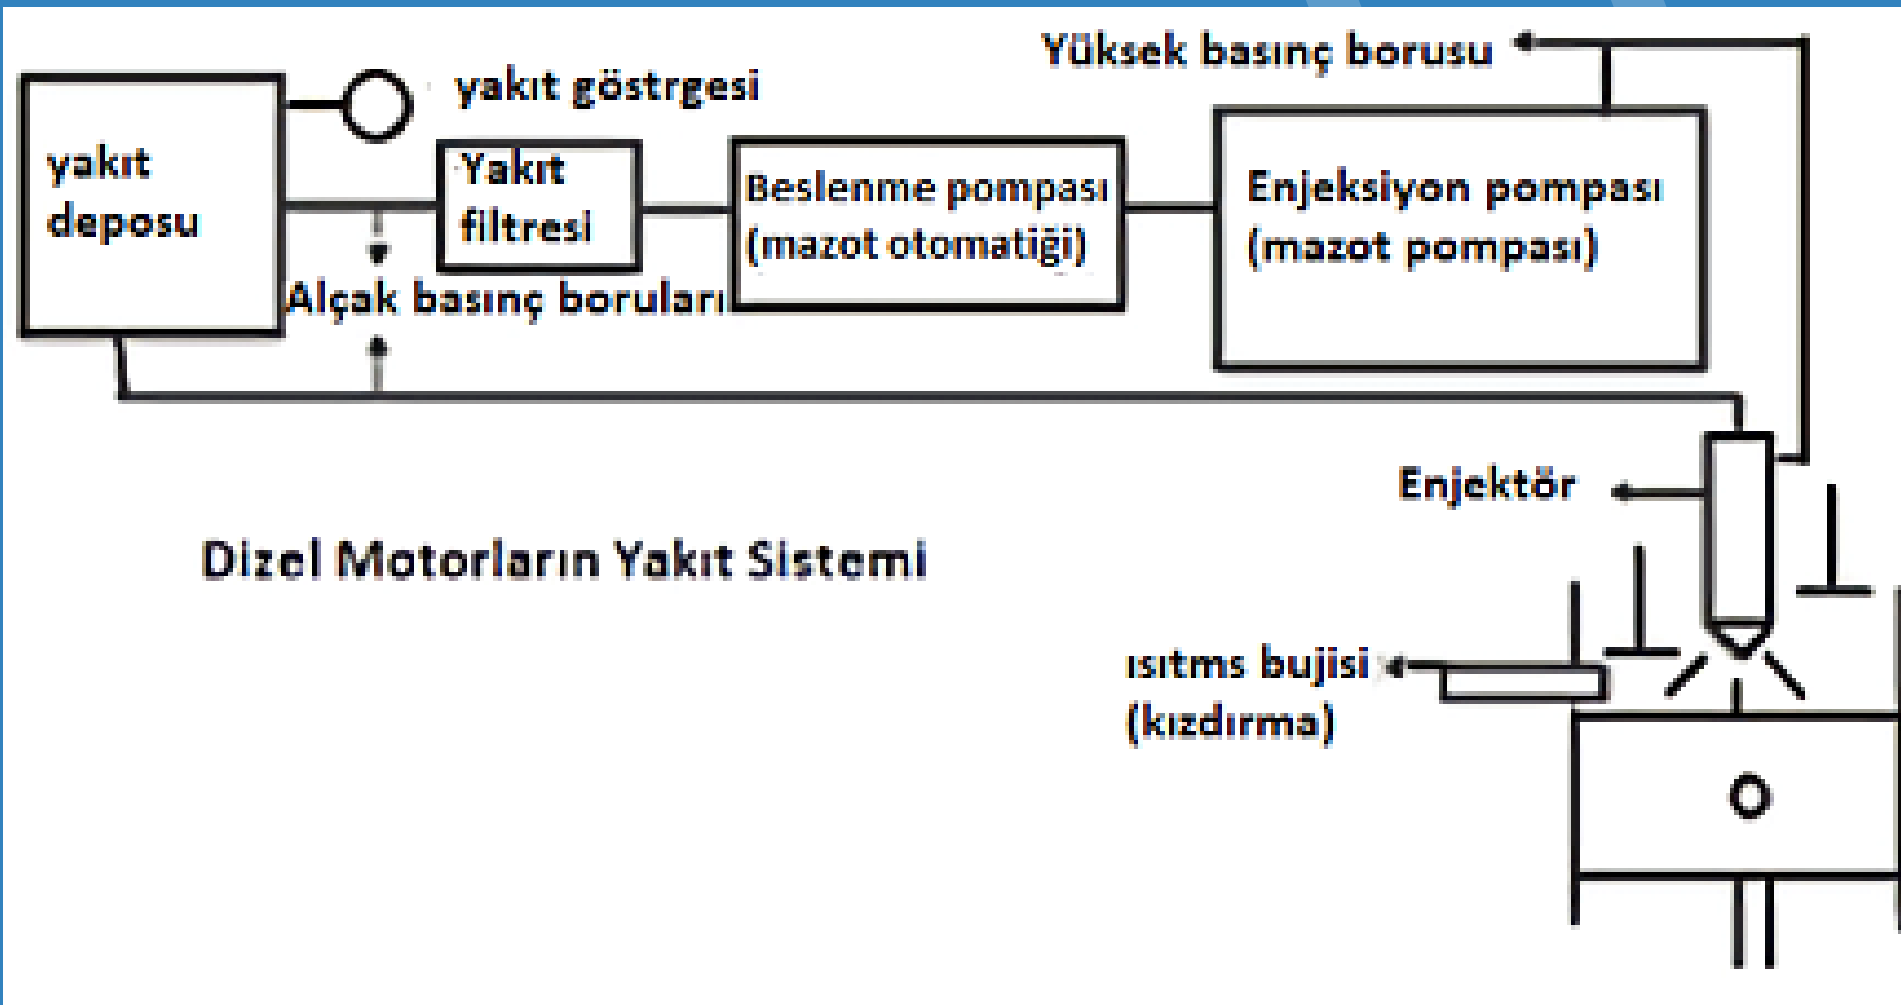 Yüksek basınç borusu
yakıt göstrgesi
yakıt
deposu
Yakıt
filtresi
Beslenme pompası
(mazot otomatiği)
Enjeksiyon pompası
(mazot pompası)
Alçak basınç boruları
Enjektör
Dizel Motorların Yakıt Sistemi
ısıtms bujisi
(kızdırma)